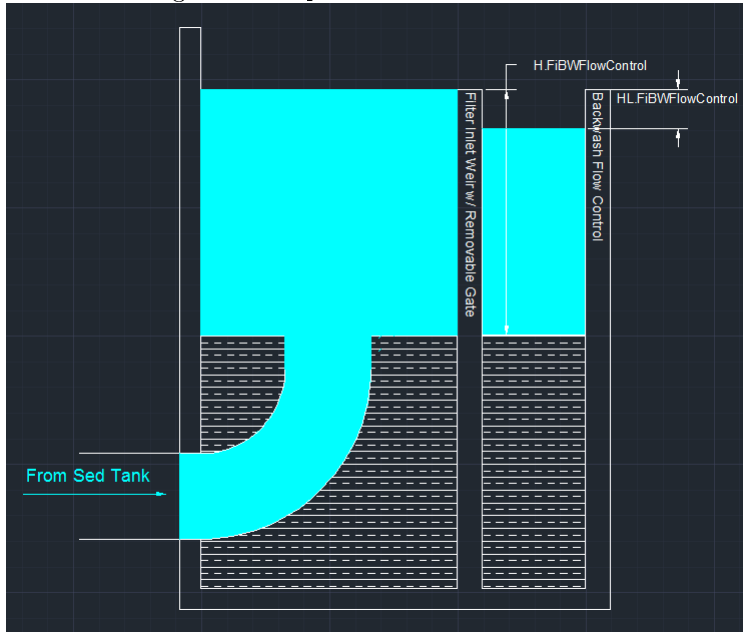 H.FiBWFlowControl
HL.FiBWFlowControl
Filter Inlet Weir w/ Removable Gate
Backwash Flow Control
From Sed Tank